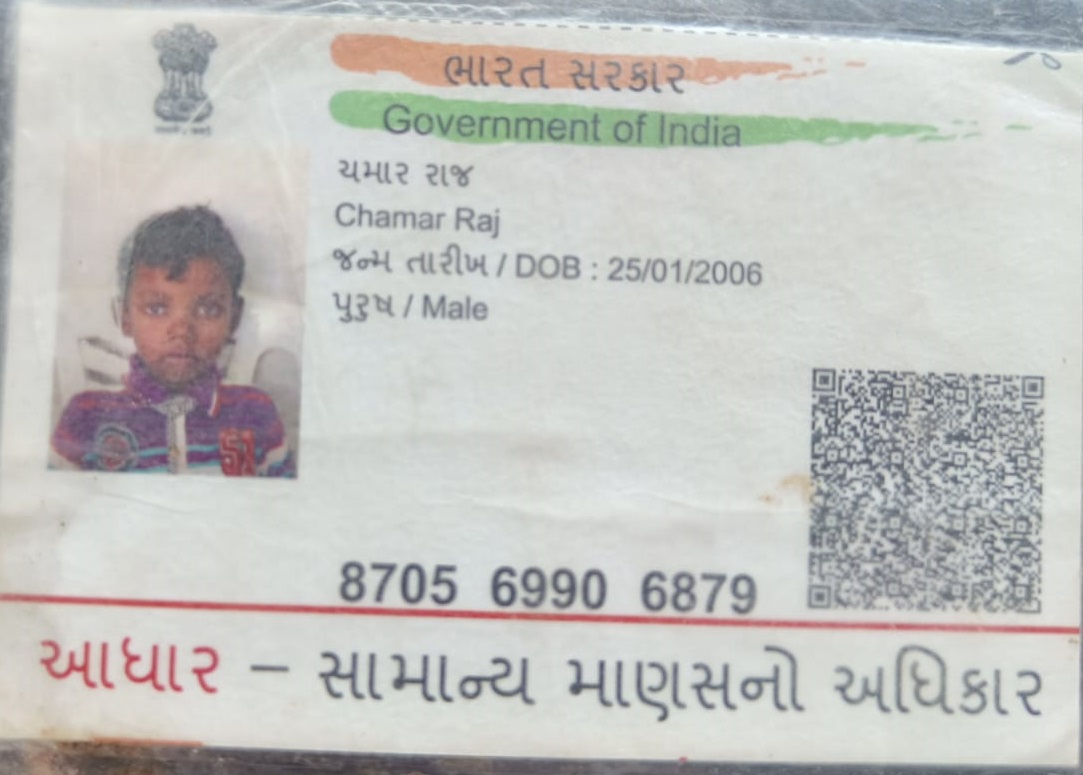 ભારત સરકાર
Government of India
ચમાર રાજ
Chamar Raj
જન્મ તારીખ / DOB : 25/01/2006
પુરુષ / Male
51
8705 6990 6879
આધાર – સામાન્ય માણસનો અધિકાર